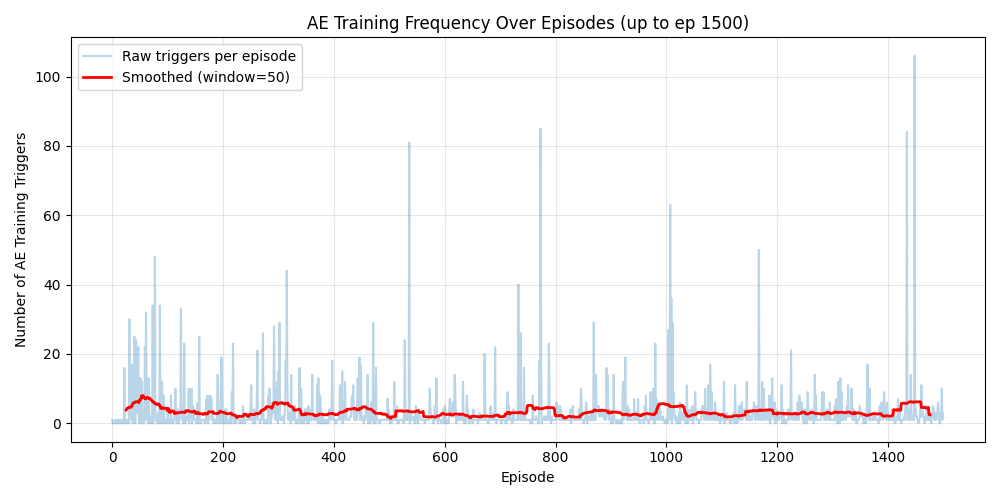 AE Training Frequency Over Episodes (up to ep 1500)
Raw triggers per episode
Smoothed (window=50)
Number of AE Training Triggers
100
80
60
40
20
0
0 200 400 600 800 1000 1200 1400
Episode